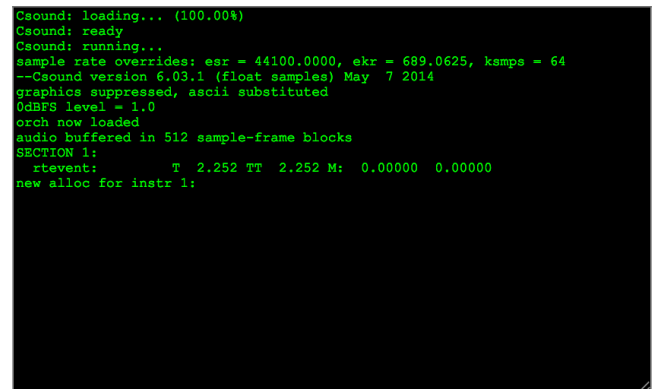 Csound: loading... (100.00%)
Csound: ready
Csound: running...
sample rate overrides: esr = 44100.0000, ekr = 689.0625, ksmps = 64
--Csound version 6.03.1 (float samples) May  7 2014
graphics suppressed, ascii substituted
0dBFS level = 1.0
orch now loaded
audio buffered in 512 sample-frame blocks
SECTION 1:
  rtevent:         T  2.252 TT  2.252 M:  0.00000  0.00000
new alloc for instr 1: